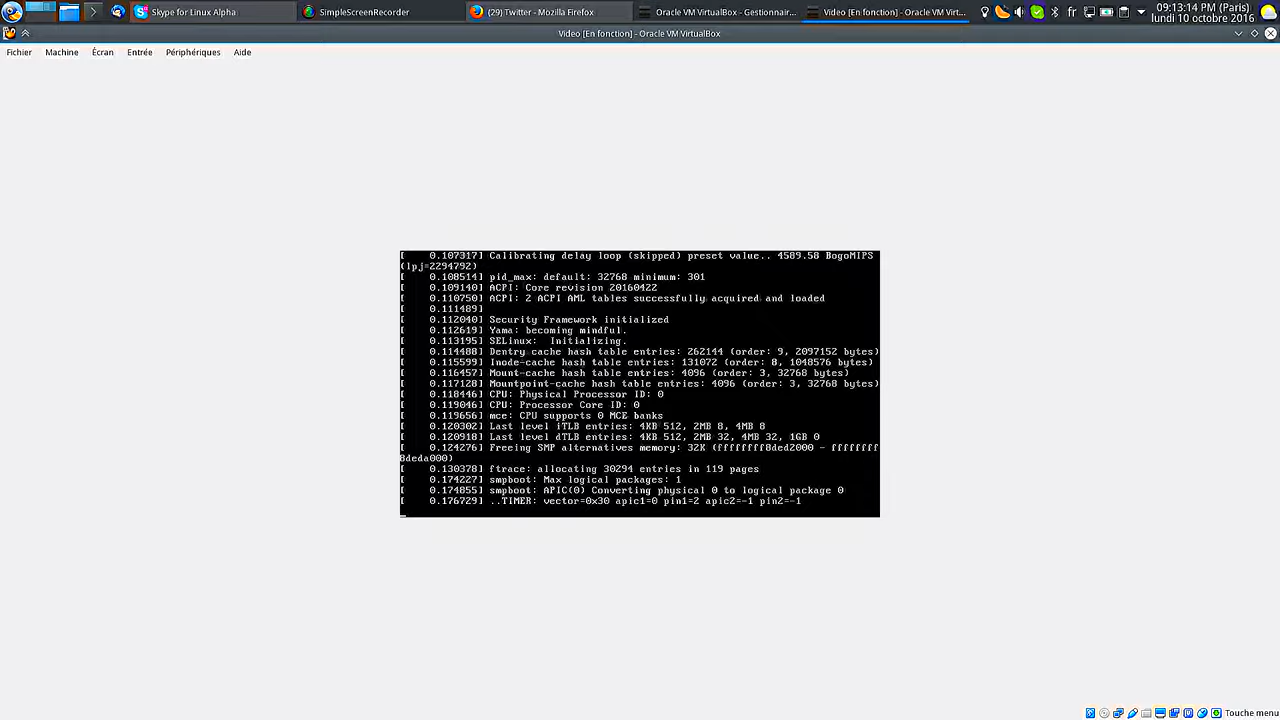 Skype for Linux Alpha
SimpleScreenRecorder
(29) Twitter - Mozilla Firefox
Oracle VM VirtualBox - Gestionnair...
Video [En fonction] - Oracle VM Virt...
fr
09:13:14 (Paris)
lundi 10 octobre 2016
Video [En fonction] - Oracle VM VirtualBox
Fichier Machine Écran Entrée Périphériques Aide
[    0.107317] Calibrating delay loop (skipped) preset value.. 4589.58 BogoMIPS
(lpj=2294792)
[    0.108514] pid_max: default: 32768 minimum: 301
[    0.109140] ACPI: Core revision 20160422
[    0.110750] ACPI: 2 ACPI AML tables successfully acquired and loaded
[    0.111489]
[    0.112040] Security Framework initialized
[    0.112619] Yama: becoming mindful.
[    0.113195] SELinux:  Initializing.
[    0.114488] Dentry cache hash table entries: 262144 (order: 9, 2097152 bytes)
[    0.115599] Inode-cache hash table entries: 131072 (order: 8, 1048576 bytes)
[    0.116457] Mount-cache hash table entries: 4096 (order: 3, 32768 bytes)
[    0.117128] Mountpoint-cache hash table entries: 4096 (order: 3, 32768 bytes)
[    0.118446] CPU: Physical Processor ID: 0
[    0.119046] CPU: Processor Core ID: 0
[    0.119656] mce: CPU supports 0 MCE banks
[    0.120302] Last level iTLB entries: 4KB 512, 2MB 8, 4MB 8
[    0.120918] Last level dTLB entries: 4KB 512, 2MB 32, 4MB 32, 1GB 0
[    0.124276] Freeing SMP alternatives memory: 32K (ffffffff8ded2000 - ffffffff
8deda000)
[    0.130378] ftrace: allocating 30294 entries in 119 pages
[    0.174227] smpboot: Max logical packages: 1
[    0.174855] smpboot: APIC(0) Converting physical 0 to logical package 0
[    0.176729] ..TIMER: vector=0x30 apic1=0 pin1=2 apic2=-1 pin2=-1
Touche menu